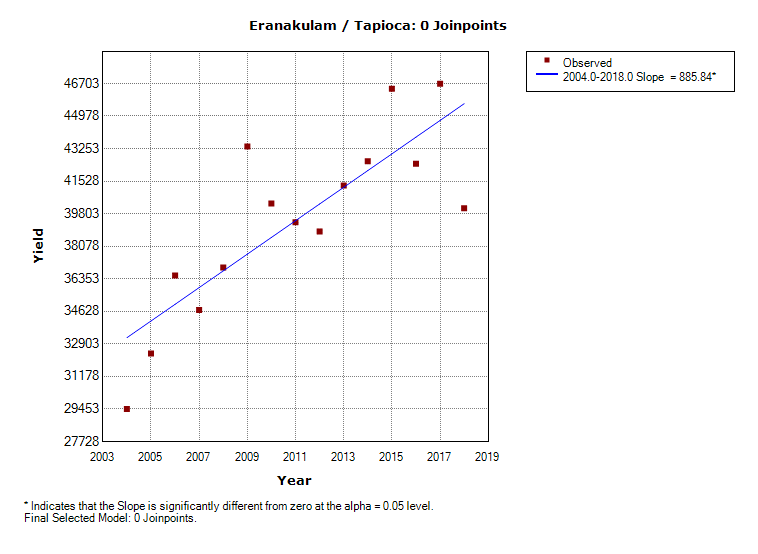 Eranakulam / Tapioca: 0 Joinpoints
Observed
2004.0-2018.0 Slope = 885.84*
46703
44978
43253
41528
39803
38078
36353
34628
32903
31178
29453
27728
Yield
2003 2005 2007 2009 2011 2013 2015 2017 2019
Year
* Indicates that the Slope is significantly different from zero at the alpha = 0.05 level.
Final Selected Model: 0 Joinpoints.